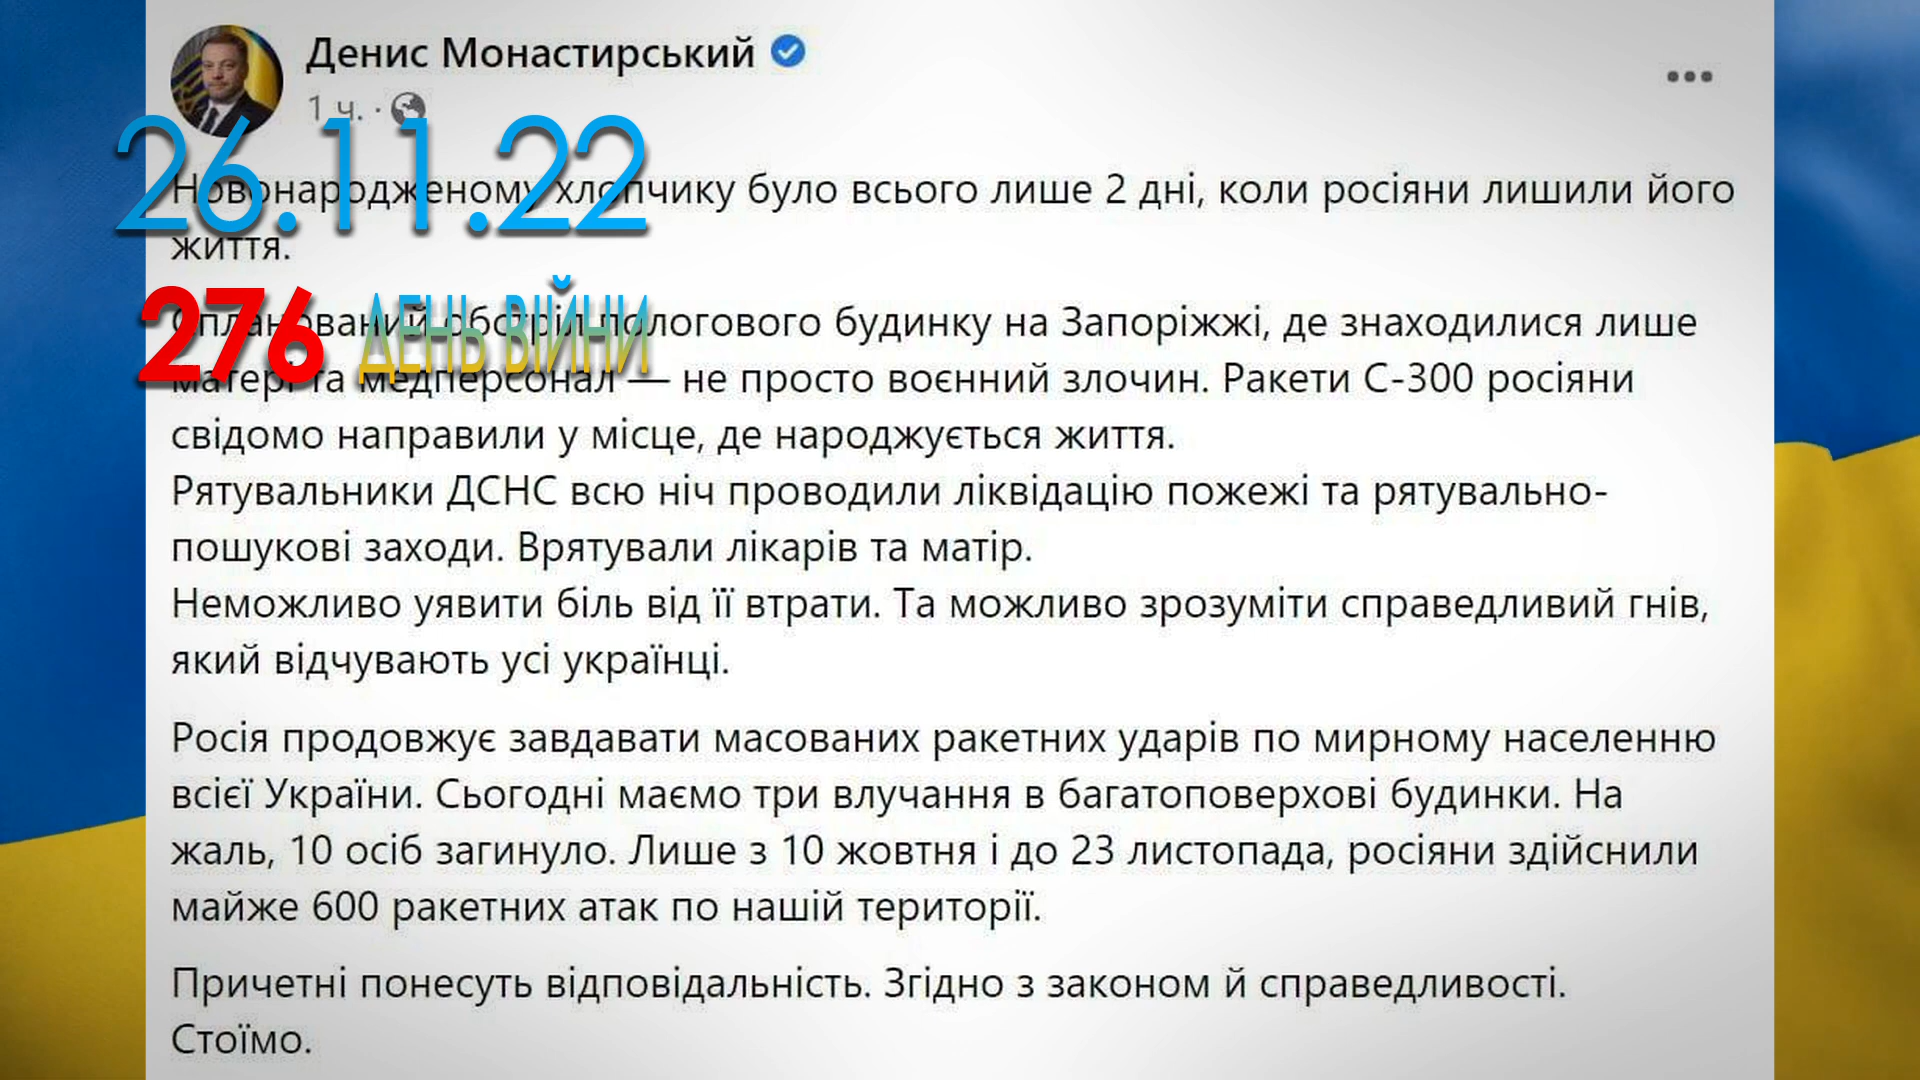 Денис Монастирський
1 ч.
26.11.22
Новонародженому хлопчику було всього лише 2 дні, коли росіяни лишили його
життя.
276 ДЕНЬ ВІЙНИ
Спланований обстріл пологового будинку на Запоріжжі, де знаходилися лише
матері та медперсонал — не просто воєнний злочин. Ракети С-300 росіяни
свідомо направили у місце, де народжується життя.
Рятувальники ДСНС всю ніч проводили ліквідацію пожежі та рятувально-
пошукові заходи. Врятували лікарів та матір.
Неможливо уявити біль від її втрати. Та можливо зрозуміти справедливий гнів,
який відчувають усі українці.
Росія продовжує завдавати масованих ракетних ударів по мирному населенню
всієї України. Сьогодні маємо три влучання в багатоповерхові будинки. На
жаль, 10 осіб загинуло. Лише з 10 жовтня і до 23 листопада, росіяни здійснили
майже 600 ракетних атак по нашій території.
Причетні понесуть відповідальність. Згідно з законом й справедливості.
Стоїмо.